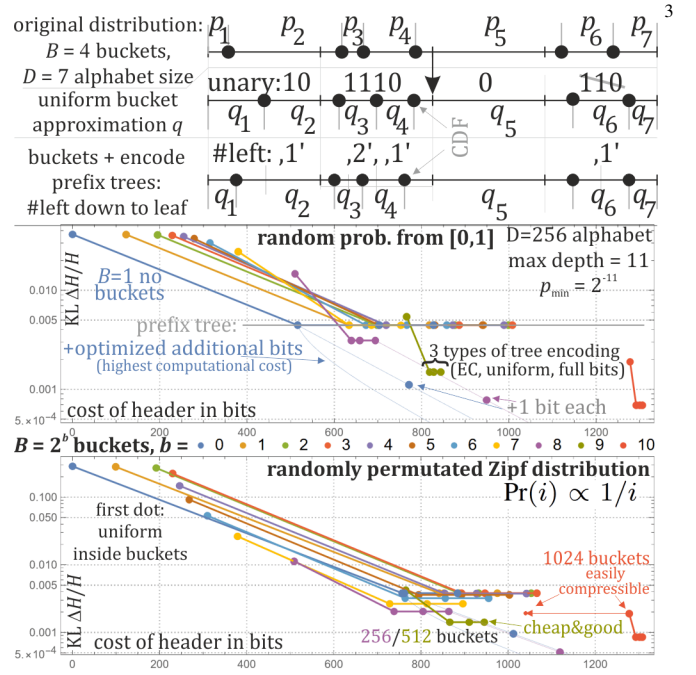 3
original distribution: p1 p2 p3 p4 p5 p6 p7
B = 4 buckets,
D = 7 alphabet size
unary:10 1110 0 110
uniform bucket
approximation q
q1 q2 q3 q4 q5 q6 q7
CDF
buckets + encode
prefix trees:
#left down to leaf
#left: ,1' ,2', ,1' ,1'
q1 q2 q3 q4 q5 q6 q7
random prob. from [0,1]
D=256 alphabet
max depth = 11
p_min = 2^-11
KL ΔH/H
0.010
0.005
0.001
5.×10^-4
B=1 no
buckets
prefix tree:
+optimized additional bits
(highest computational cost)
3 types of tree encoding
(EC, uniform, full bits)
+1 bit each
cost of header in bits
0 200 400 600 800 1000 1200
B = 2^b buckets, b = 0 1 2 3 4 5 6 7 8 9 10
randomly permutated Zipf distribution
Pr(i) ∝ 1/i
KL ΔH/H
0.100
0.050
0.010
0.005
0.001
5.×10^-4
first dot:
uniform
inside buckets
1024 buckets
easily
compressible
cheap&good
256/512 buckets
cost of header in bits
0 200 400 600 800 1000 1200